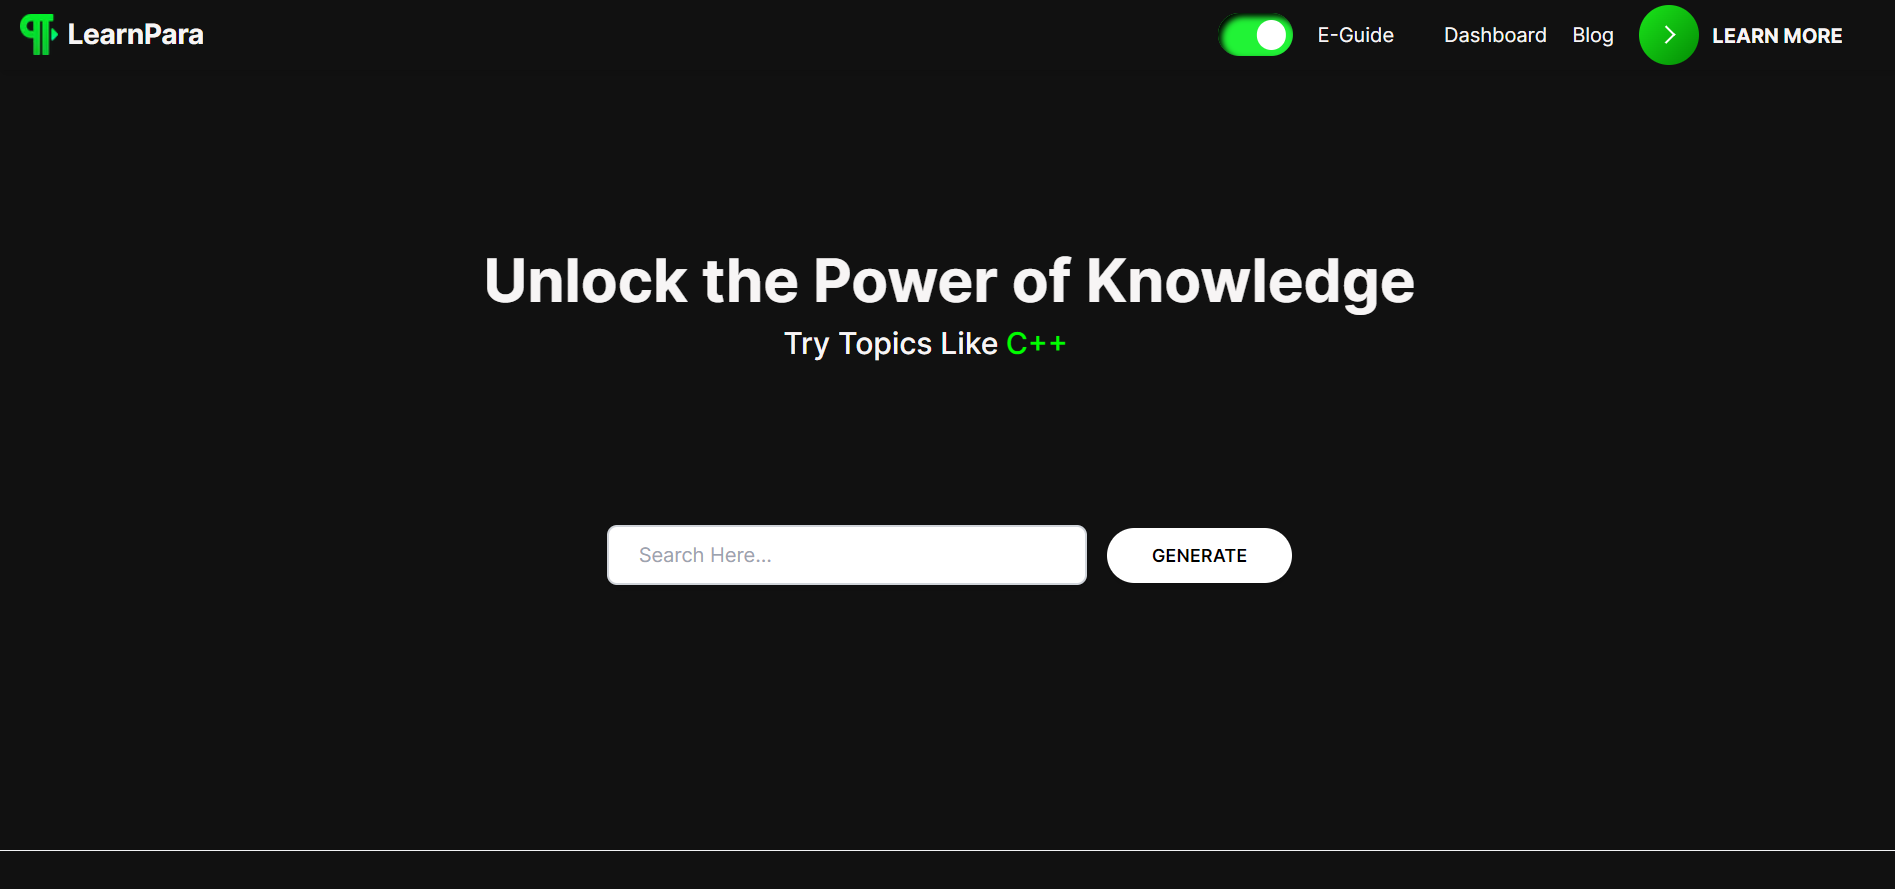 LearnPara
E-Guide
Dashboard
Blog
LEARN MORE
Unlock the Power of Knowledge
Try Topics Like C++
Search Here...
GENERATE